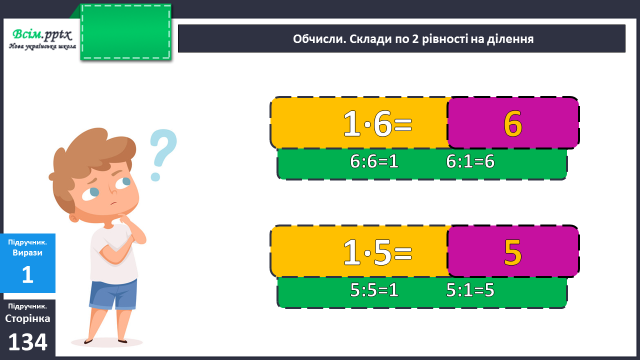 Всім.pptx
Нова українська школа
Обчисли. Склади по 2 рівності на ділення
1·6= 6
6:6=1 6:1=6
1·5= 5
5:5=1 5:1=5
?
Підручник.
Вирази
1
Підручник.
Сторінка
134